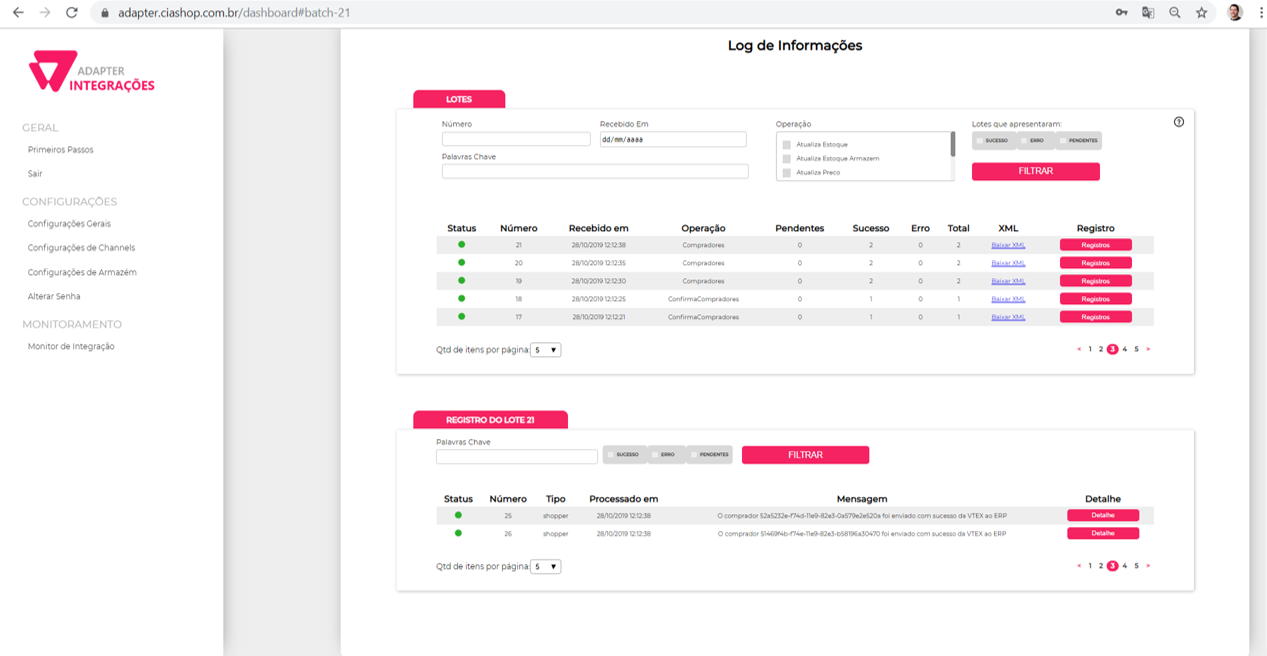 adapter.ciashop.com.br/dashboard#batch-21
ADAPTER
INTEGRAÇÕES
GERAL
Primeiros Passos
Sair
CONFIGURAÇÕES
Configurações Gerais
Configurações de Channels
Configurações de Armazém
Alterar Senha
MONITORAMENTO
Monitor de Integração
Log de Informações
LOTES
Número Recebido Em Operação Lotes que apresentaram:
dd/mm/aaaa Atualiza Estoque SUCESSO ERRO PENDENTES
Palavras Chave Atualiza Estoque Armazem
Atualiza Preco FILTRAR
Status Número Recebido em Operação Pendentes Sucesso Erro Total XML Registro
21 28/10/2019 12:12:38 Compradores 0 2 0 2 Baixar XML Registros
20 28/10/2019 12:12:35 Compradores 0 2 0 2 Baixar XML Registros
19 28/10/2019 12:12:30 Compradores 0 2 0 2 Baixar XML Registros
18 28/10/2019 12:12:25 ConfirmaCompradores 0 1 0 1 Baixar XML Registros
17 28/10/2019 12:12:21 ConfirmaCompradores 0 1 0 1 Baixar XML Registros
Qtd de itens por página: 5 < 1 2 3 4 5 >
REGISTRO DO LOTE 21
Palavras Chave
SUCESSO ERRO PENDENTES FILTRAR
Status Número Tipo Processado em Mensagem Detalhe
25 shopper 28/10/2019 12:12:38 O comprador 52a5232e-f74d-11e9-82e3-0a579e2e520a foi enviado com sucesso da VTEX ao ERP Detalhe
26 shopper 28/10/2019 12:12:38 O comprador 51469f4b-f74e-11e9-82e3-b58196a30470 foi enviado com sucesso da VTEX ao ERP Detalhe
Qtd de itens por página: 5 < 1 2 3 4 5 >